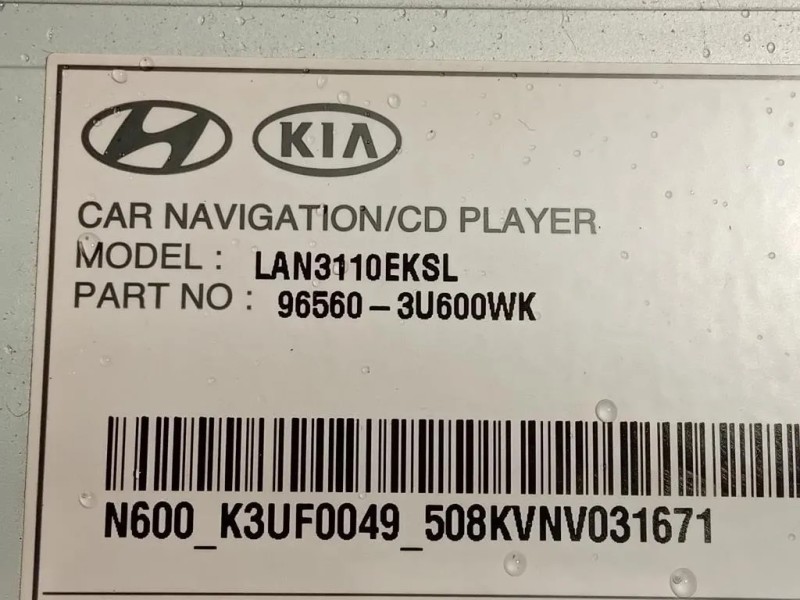 KIA
CAR NAVIGATION/CD PLAYER
MODEL : LAN3110EKSL
PART NO : 96560-3U600WK
N600_K3UF0049_508KVNV031671